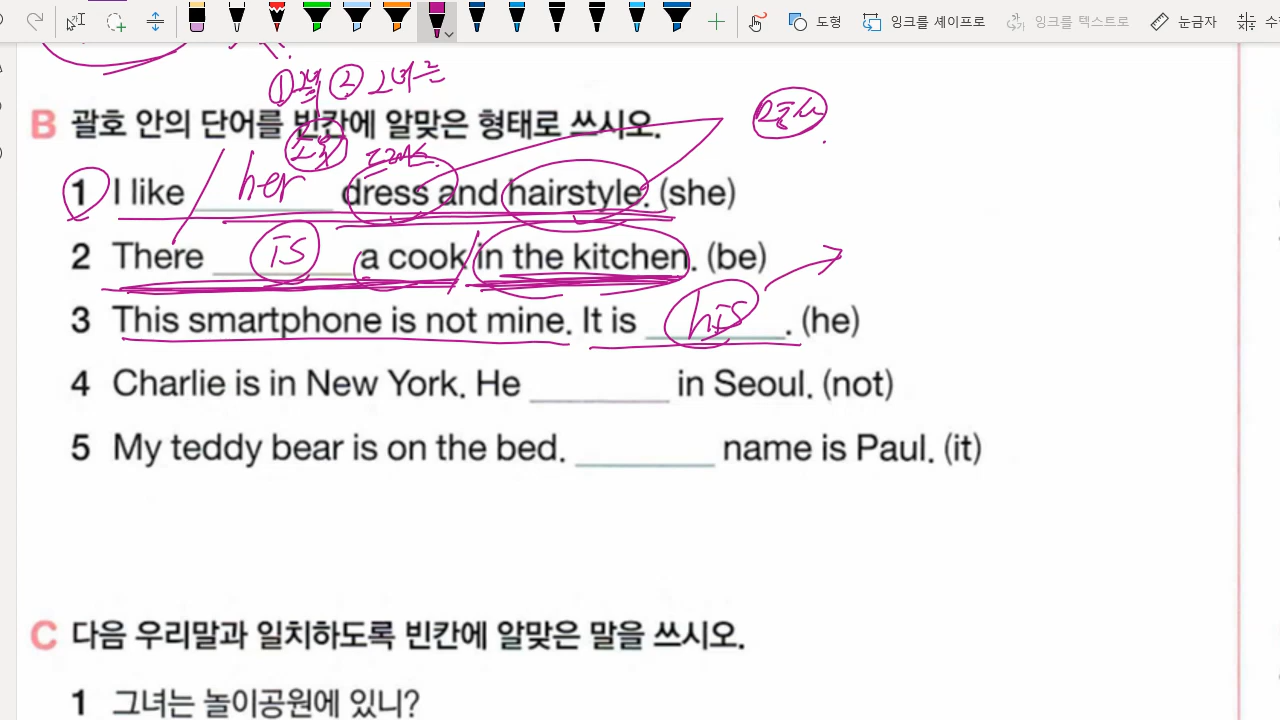 도형 잉크를 셰이프로 잉크를 텍스트로 눈금자 수
② 그녀는
B 괄호 안의 단어를 빈칸에 알맞은 형태로 쓰시오.
소유
1 I like her dress and hairstyle. (she)
2 There is a cook in the kitchen. (be)
3 This smartphone is not mine. It is his. (he)
4 Charlie is in New York. He ________ in Seoul. (not)
5 My teddy bear is on the bed. ________ name is Paul. (it)
C 다음 우리말과 일치하도록 빈칸에 알맞은 말을 쓰시오.
1 그녀는 놀이공원에 있니?